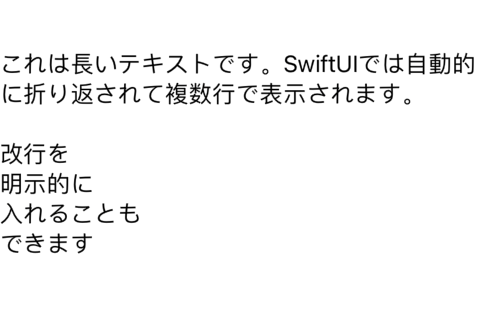 これは長いテキストです。SwiftUIでは自動的
に折り返されて複数行で表示されます。
改行を
明示的に
入れることも
できます